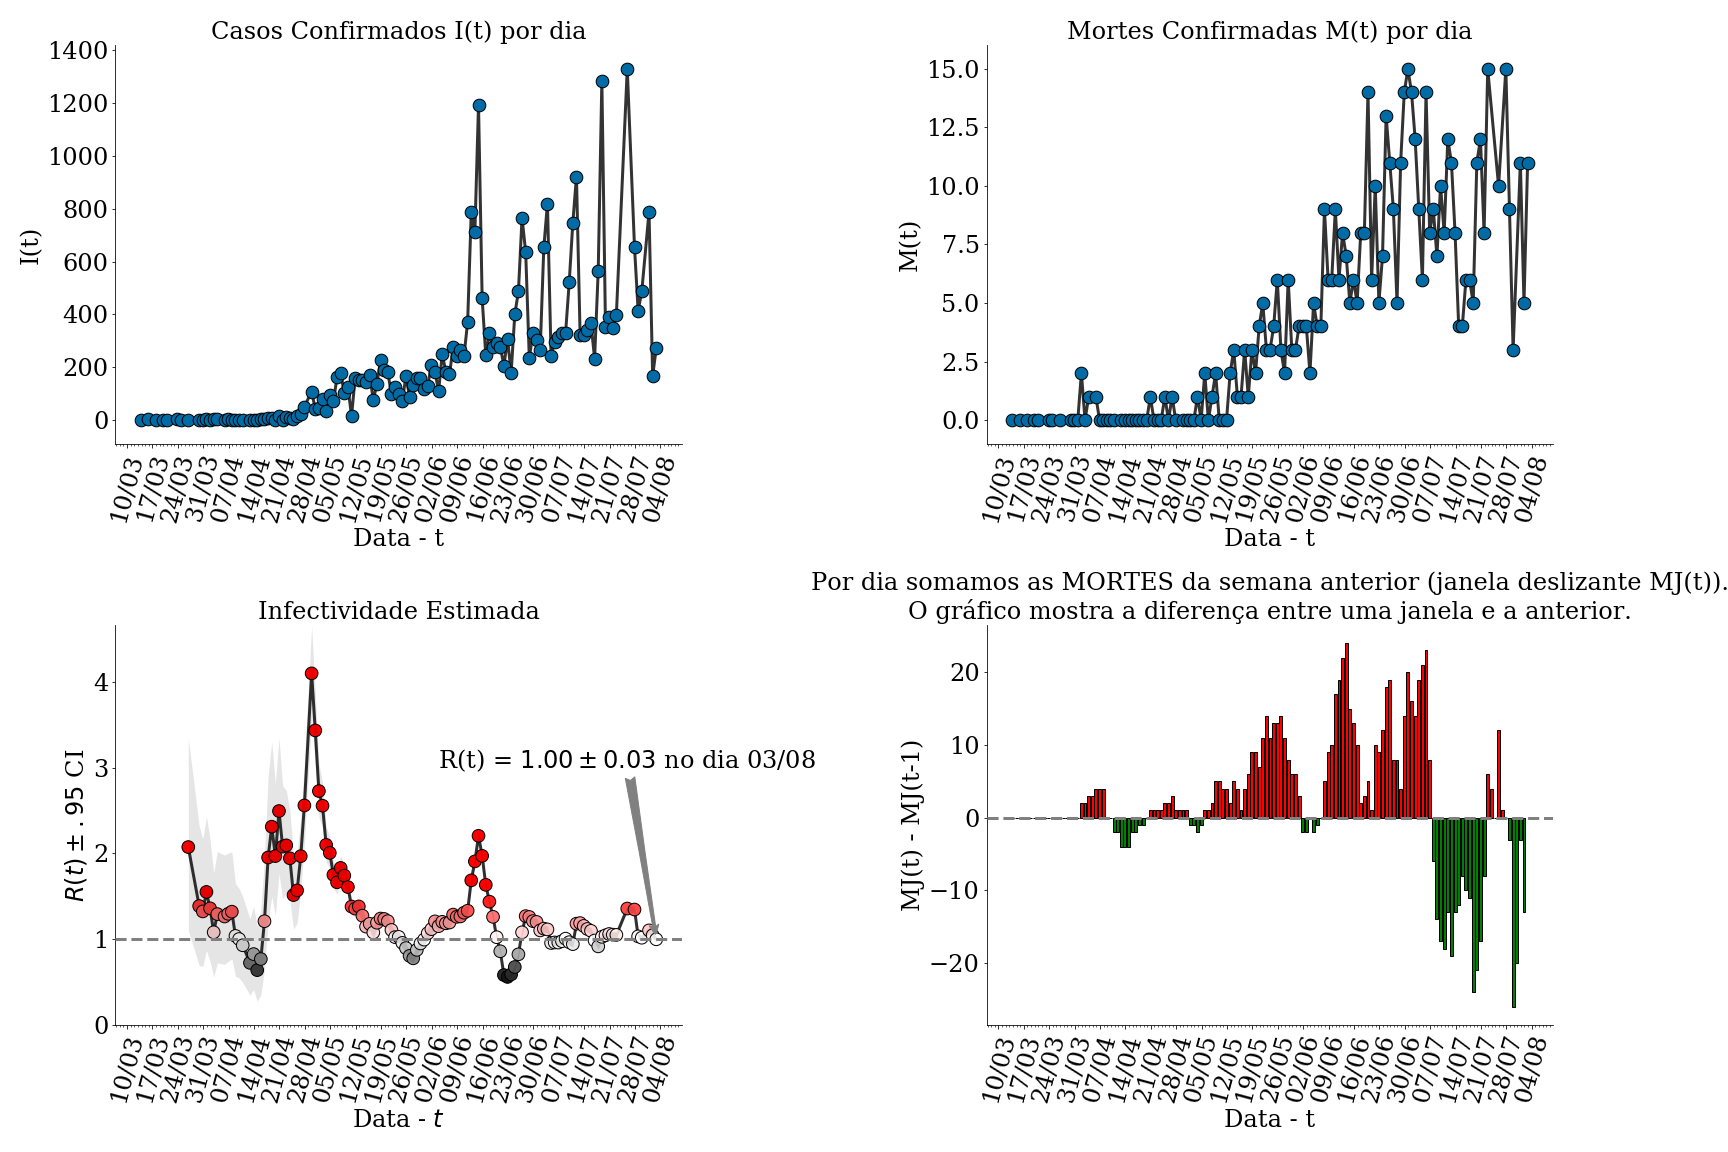 Casos Confirmados I(t) por dia
1400
1200
1000
800
600
400
200
0
I(t)
10/03 17/03 24/03 31/03 07/04 14/04 21/04 28/04 05/05 12/05 19/05 26/05 02/06 09/06 16/06 23/06 30/06 07/07 14/07 21/07 28/07 04/08
Data - t
Mortes Confirmadas M(t) por dia
15.0
12.5
10.0
7.5
5.0
2.5
0.0
M(t)
10/03 17/03 24/03 31/03 07/04 14/04 21/04 28/04 05/05 12/05 19/05 26/05 02/06 09/06 16/06 23/06 30/06 07/07 14/07 21/07 28/07 04/08
Data - t
Infectividade Estimada
4
3
2
1
0
R(t) ± .95 CI
R(t) = 1.00 ± 0.03 no dia 03/08
10/03 17/03 24/03 31/03 07/04 14/04 21/04 28/04 05/05 12/05 19/05 26/05 02/06 09/06 16/06 23/06 30/06 07/07 14/07 21/07 28/07 04/08
Data - t
Por dia somamos as MORTES da semana anterior (janela deslizante MJ(t)).
O gráfico mostra a diferença entre uma janela e a anterior.
20
10
0
−10
−20
MJ(t) - MJ(t-1)
10/03 17/03 24/03 31/03 07/04 14/04 21/04 28/04 05/05 12/05 19/05 26/05 02/06 09/06 16/06 23/06 30/06 07/07 14/07 21/07 28/07 04/08
Data - t